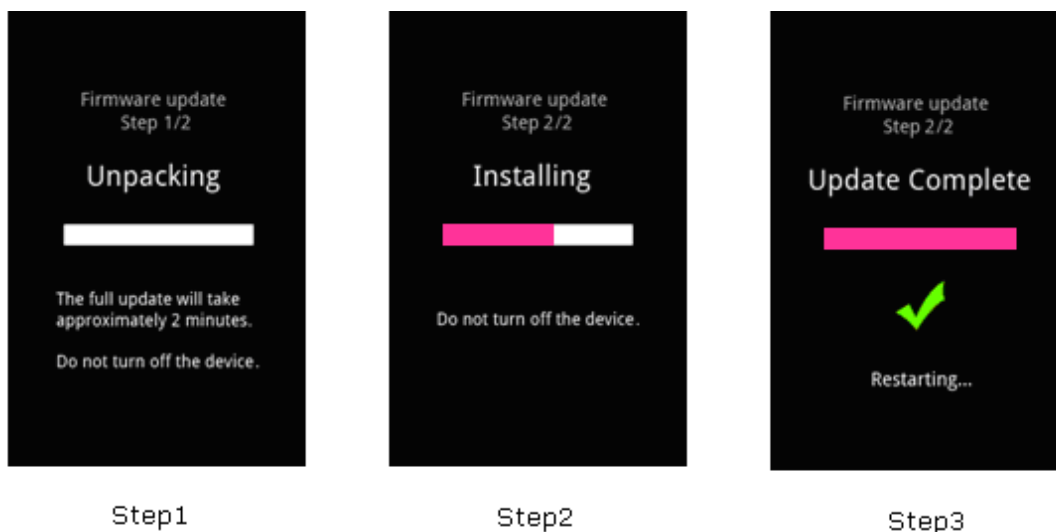 Firmware update
Step 1/2
Unpacking
The full update will take
approximately 2 minutes.
Do not turn off the device.
Step1
Firmware update
Step 2/2
Installing
Do not turn off the device.
Step2
Firmware update
Step 2/2
Update Complete
Restarting...
Step3